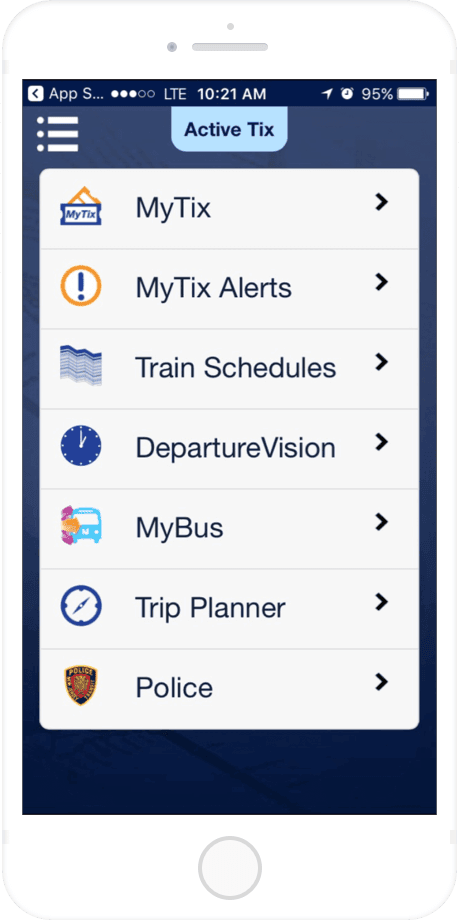 App S... LTE 10:21 AM 95%
Active Tix
MyTix
MyTix
MyTix Alerts
Train Schedules
DepartureVision
MyBus
Trip Planner
POLICE
Police